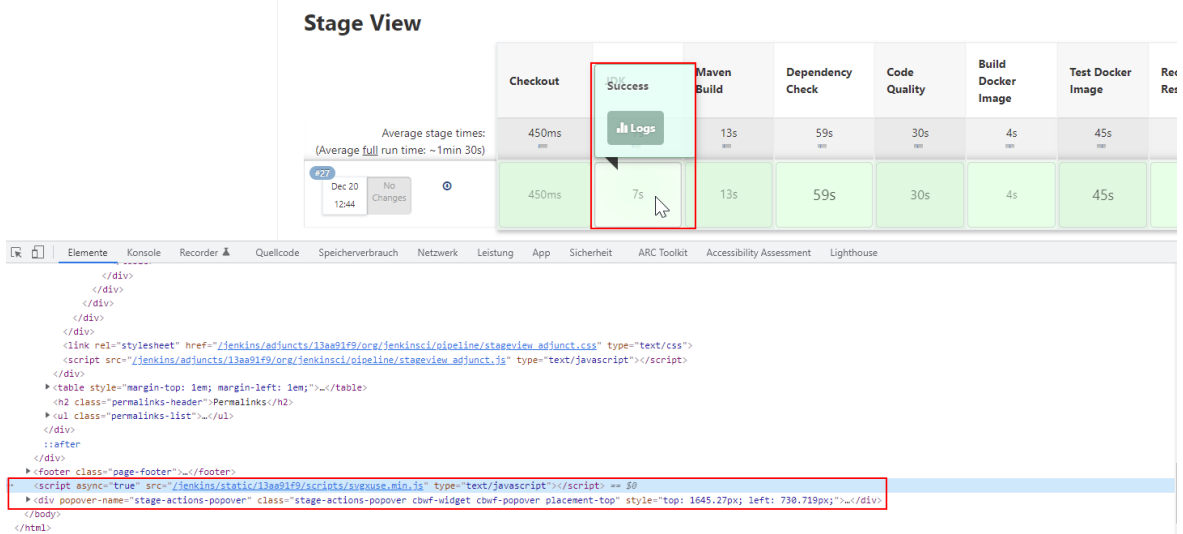 Stage View
Checkout
JDK
Success
Logs
Maven
Build
Dependency
Check
Code
Quality
Build
Docker
Image
Test Docker
Image
Average stage times:
(Average full run time: ~1min 30s)
450ms
13s
59s
30s
4s
45s
#27
Dec 20
12:44
No
Changes
450ms
7s
13s
59s
30s
4s
45s
Elemente Konsole Recorder Quellcode Speicherverbrauch Netzwerk Leistung App Sicherheit ARC Toolkit Accessibility Assessment Lighthouse
</div>
</div>
</div>
</div>
</div>
<link rel="stylesheet" href="/jenkins/adjuncts/13aa91f9/org/jenkinsci/pipeline/stageview_adjunct.css" type="text/css">
<script src="/jenkins/adjuncts/13aa91f9/org/jenkinsci/pipeline/stageview_adjunct.js" type="text/javascript"></script>
</div>
<table style="margin-top: 1em; margin-left: 1em;">…</table>
<h2 class="permalinks-header">Permalinks</h2>
<ul class="permalinks-list">…</ul>
</div>
::after
</div>
<footer class="page-footer">…</footer>
<script async="true" src="/jenkins/static/13aa91f9/scripts/svgxuse.min.js" type="text/javascript"></script> == $0
<div popover-name="stage-actions-popover" class="stage-actions-popover cbwf-widget cbwf-popover placement-top" style="top: 1645.27px; left: 730.719px;">…</div>
</body>
</html>